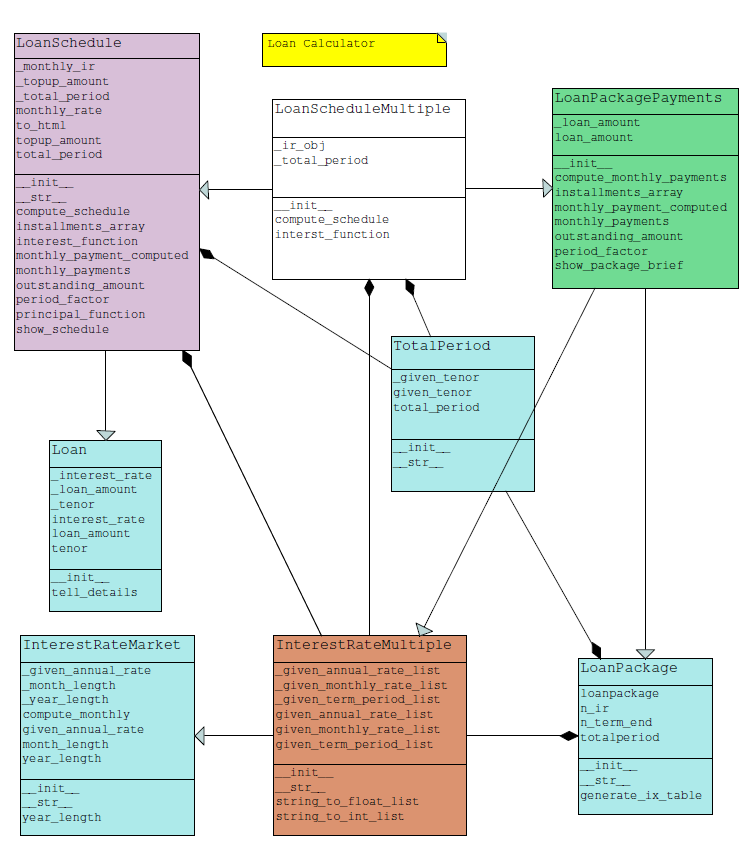 LoanSchedule
_monthly_ir
_topup_amount
_total_period
monthly_rate
to_html
topup_amount
total_period
__init__
__str__
compute_schedule
installments_array
interest_function
monthly_payment_computed
monthly_payments
outstanding_amount
period_factor
principal_function
show_schedule
Loan Calculator
LoanScheduleMultiple
_ir_obj
_total_period
__init__
compute_schedule
interst_function
LoanPackagePayments
_loan_amount
loan_amount
__init__
compute_monthly_payments
installments_array
monthly_payment_computed
monthly_payments
outstanding_amount
period_factor
show_package_brief
TotalPeriod
_given_tenor
given_tenor
total_period
__init__
__str__
Loan
_interest_rate
_loan_amount
_tenor
interest_rate
loan_amount
tenor
__init__
tell_details
InterestRateMarket
_given_annual_rate
_month_length
_year_length
compute_monthly
given_annual_rate
month_length
year_length
__init__
__str__
year_length
InterestRateMultiple
_given_annual_rate_list
_given_monthly_rate_list
_given_term_period_list
given_annual_rate_list
given_monthly_rate_list
given_term_period_list
__init__
__str__
string_to_float_list
string_to_int_list
LoanPackage
loanpackage
n_ir
n_term_end
totalperiod
__init__
__str__
generate_ix_table